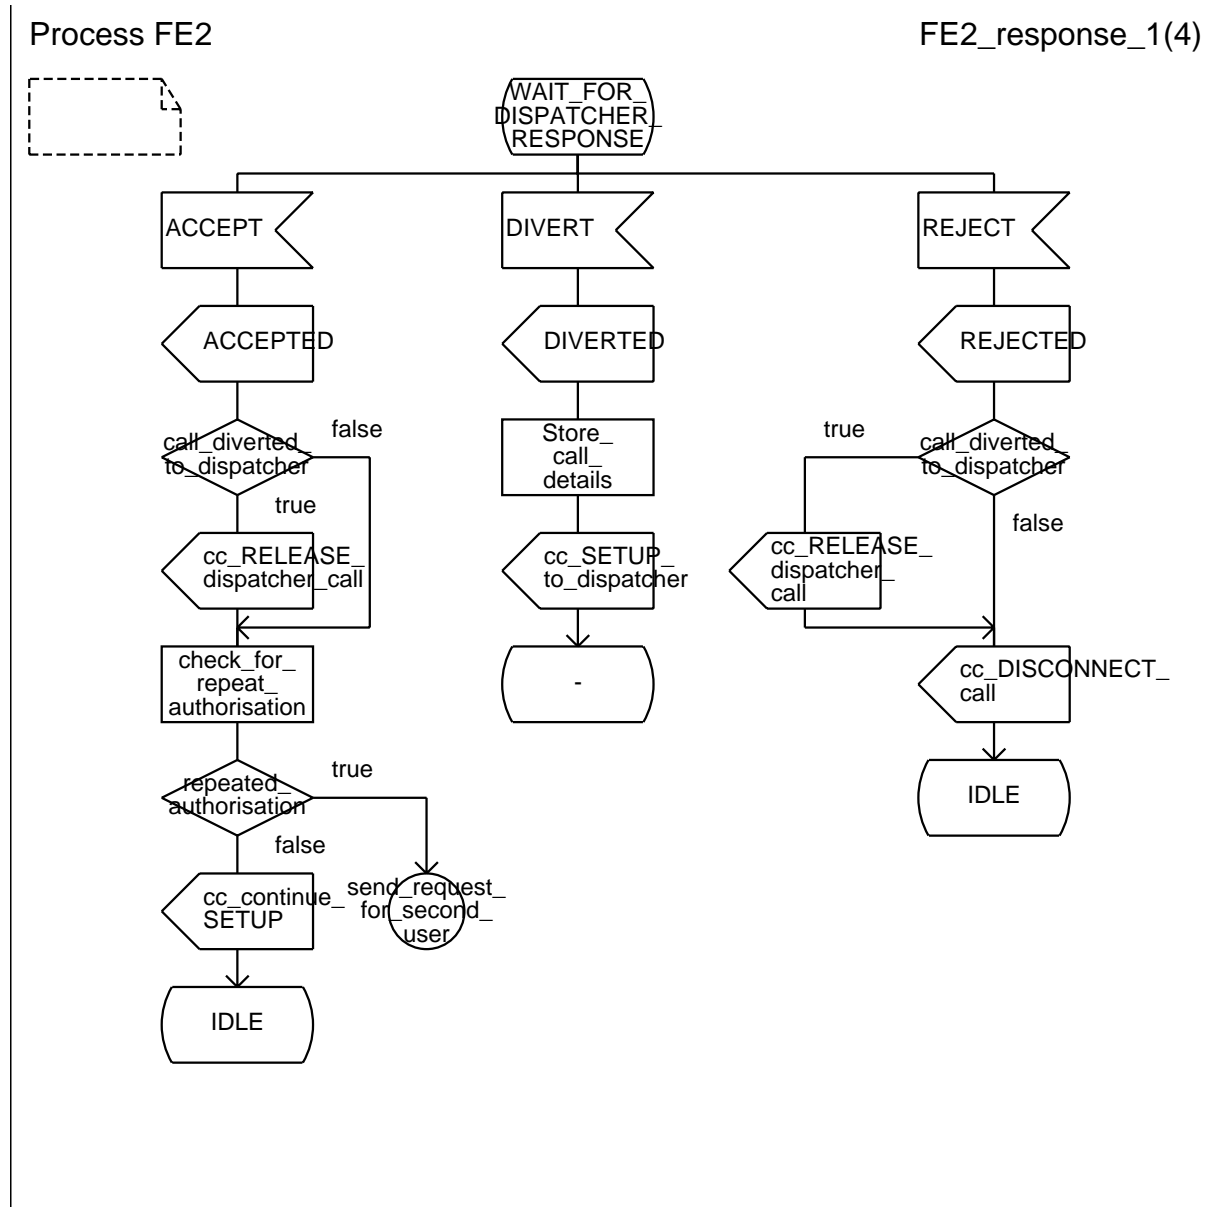 Process FE2
FE2_response_1(4)
WAIT_FOR_
DISPATCHER_
RESPONSE
ACCEPT
DIVERT
REJECT
ACCEPTED
DIVERTED
REJECTED
call_diverted_
to_dispatcher
false
true
Store_
call_
details
true
call_diverted_
to_dispatcher
false
cc_RELEASE_
dispatcher_call
cc_SETUP_
to_dispatcher
cc_RELEASE_
dispatcher_
call
check_for_
repeat_
authorisation
-
cc_DISCONNECT_
call
repeated_
authorisation
true
false
IDLE
cc_continue_
SETUP
send_request_
for_second_
user
IDLE